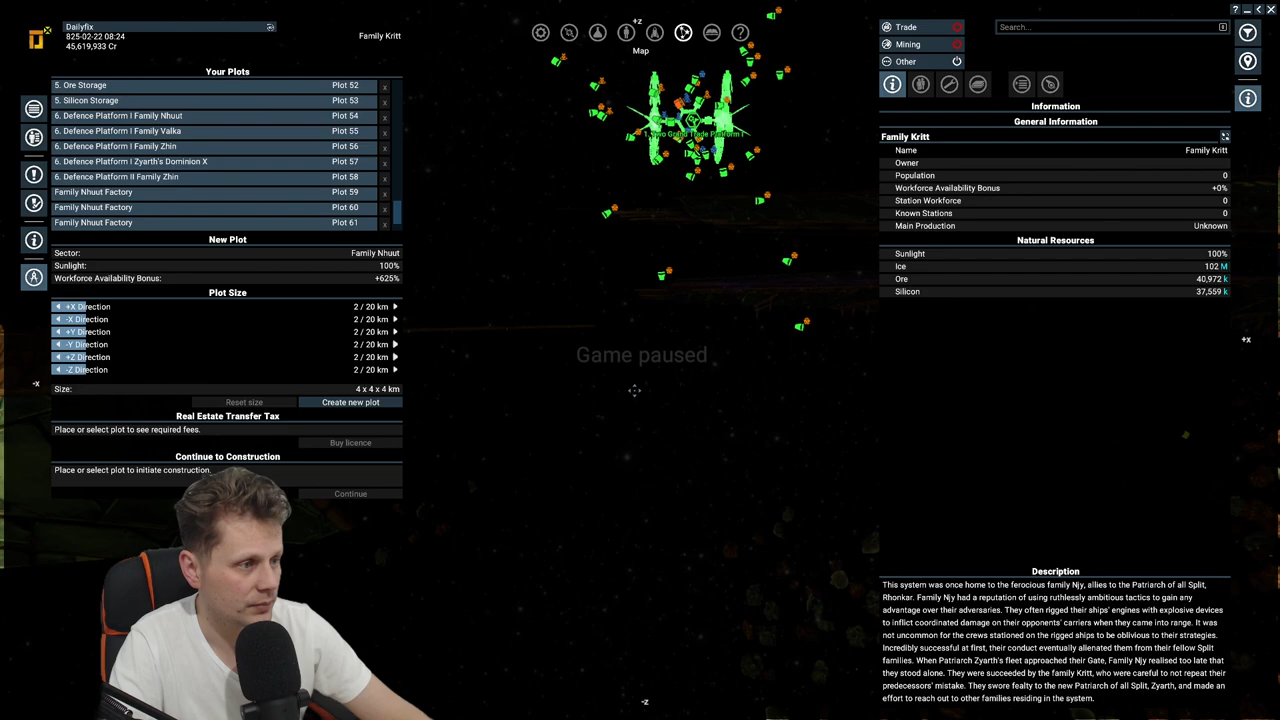 Dailyfix
825-02-22 08:24
45,619,933 Cr
Family Kritt
Your Plots
5. Ore Storage Plot 52
5. Silicon Storage Plot 53
6. Defence Platform I Family Nhuut Plot 54
6. Defence Platform I Family Valka Plot 55
6. Defence Platform I Family Zhin Plot 56
6. Defence Platform I Zyarth's Dominion X Plot 57
6. Defence Platform II Family Zhin Plot 58
Family Nhuut Factory Plot 59
Family Nhuut Factory Plot 60
Family Nhuut Factory Plot 61
New Plot
Sector: Family Nhuut
Sunlight: 100%
Workforce Availability Bonus: +625%
Plot Size
+X Direction 2 / 20 km
-X Direction 2 / 20 km
+Y Direction 2 / 20 km
-Y Direction 2 / 20 km
+Z Direction 2 / 20 km
-Z Direction 2 / 20 km
Size: 4 x 4 x 4 km
Reset size Create new plot
Real Estate Transfer Tax
Place or select plot to see required fees.
Buy licence
Continue to Construction
Place or select plot to initiate construction.
Continue
+z
Map
Game paused
-x
+x
-z
Trade
Mining
Other
Search...
Information
General Information
Family Kritt
Name Family Kritt
Owner
Population 0
Workforce Availability Bonus +0%
Station Workforce 0
Known Stations 0
Main Production Unknown
Natural Resources
Sunlight 100%
Ice 102 M
Ore 40,972 k
Silicon 37,559 k
Description
This system was once home to the ferocious family Njy, allies to the Patriarch of all Split,
Rhonkar. Family Njy had a reputation of using ruthlessly ambitious tactics to gain any
advantage over their adversaries. They often rigged their ships' engines with explosive devices
to inflict coordinated damage on their opponents' carriers when they came into range. It was
not uncommon for the crews stationed on the rigged ships to be oblivious to their strategies.
Incredibly successful at first, their conduct eventually alienated them from their fellow Split
families. When Patriarch Zyarth's fleet approached their Gate, Family Njy realised too late that
they stood alone. They were succeeded by the family Kritt, who were careful to not repeat their
predecessors' mistake. They swore fealty to the new Patriarch of all Split, Zyarth, and made an
effort to reach out to other families residing in the system.